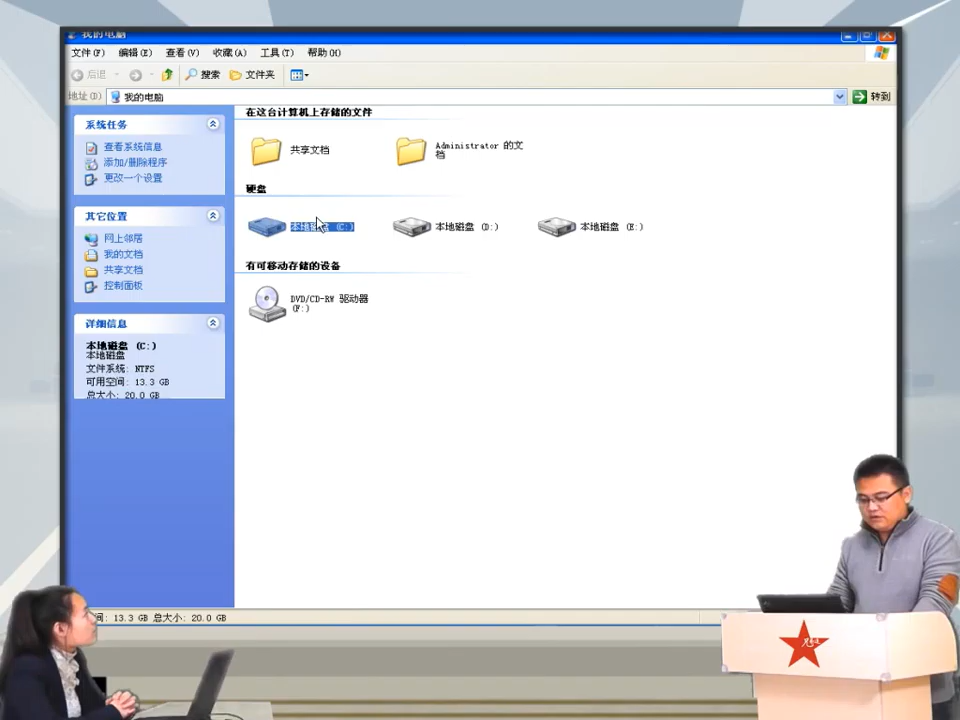 我的电脑
文件(F) 编辑(E) 查看(V) 收藏(A) 工具(T) 帮助(H)
后退 搜索 文件夹
地址(D) 我的电脑 转到
系统任务
查看系统信息
添加/删除程序
更改一个设置
其它位置
网上邻居
我的文档
共享文档
控制面板
详细信息
本地磁盘 (C:)
本地磁盘
文件系统: NTFS
可用空间: 13.3 GB
总大小: 20.0 GB
在这台计算机上存储的文件
共享文档
Administrator 的文
档
硬盘
本地磁盘 (C:) 本地磁盘 (D:) 本地磁盘 (E:)
有可移动存储的设备
DVD/CD-RW 驱动器
(F:)
间: 13.3 GB 总大小: 20.0 GB